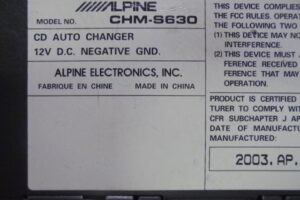 ALPINE
MODEL NO. CHM-S630
CD AUTO CHANGER
12V D.C. NEGATIVE GND.
ALPINE ELECTRONICS, INC.
FABRIQUE EN CHINE MADE IN CHINA
THIS DEVICE COMPLIES
THE FCC RULES. OPERA
THE FOLLOWING TWO
(1) THIS DEVICE MAY NO
INTERFERENCE.
(2) THIS DEVICE MUST
FERENCE RECEIVED
FERENCE THAT MAY
OPERATION.
PRODUCT IS CERTIFIED
TURER TO COMPLY WIT
CFR SUBCHAPTER J AP
DATE OF MANUFACTU
MANUFACTURED:
2003. AP.